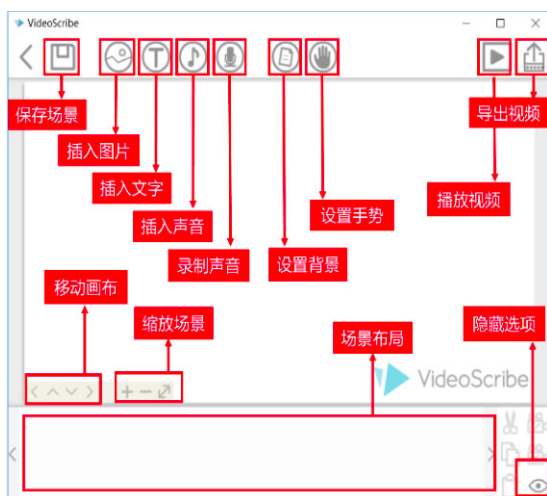 VideoScribe
保存场景
导出视频
插入图片
插入文字
播放视频
设置手势
插入声音
录制声音
设置背景
移动画布
缩放场景
场景布局
隐藏选项
VideoScribe